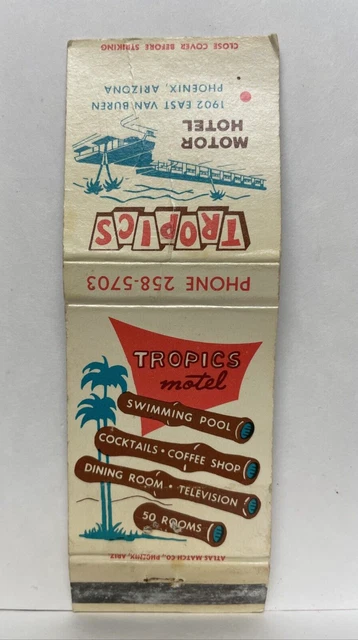 CLOSE COVER BEFORE STRIKING
TROPICS
MOTOR
HOTEL
1902 EAST VAN BUREN
PHOENIX, ARIZONA
PHONE 258-5703
TROPICS
motel
SWIMMING POOL
COCKTAILS • COFFEE SHOP
DINING ROOM • TELEVISION
50 ROOMS
ATLAS MATCH CO., PHOENIX, ARIZ.